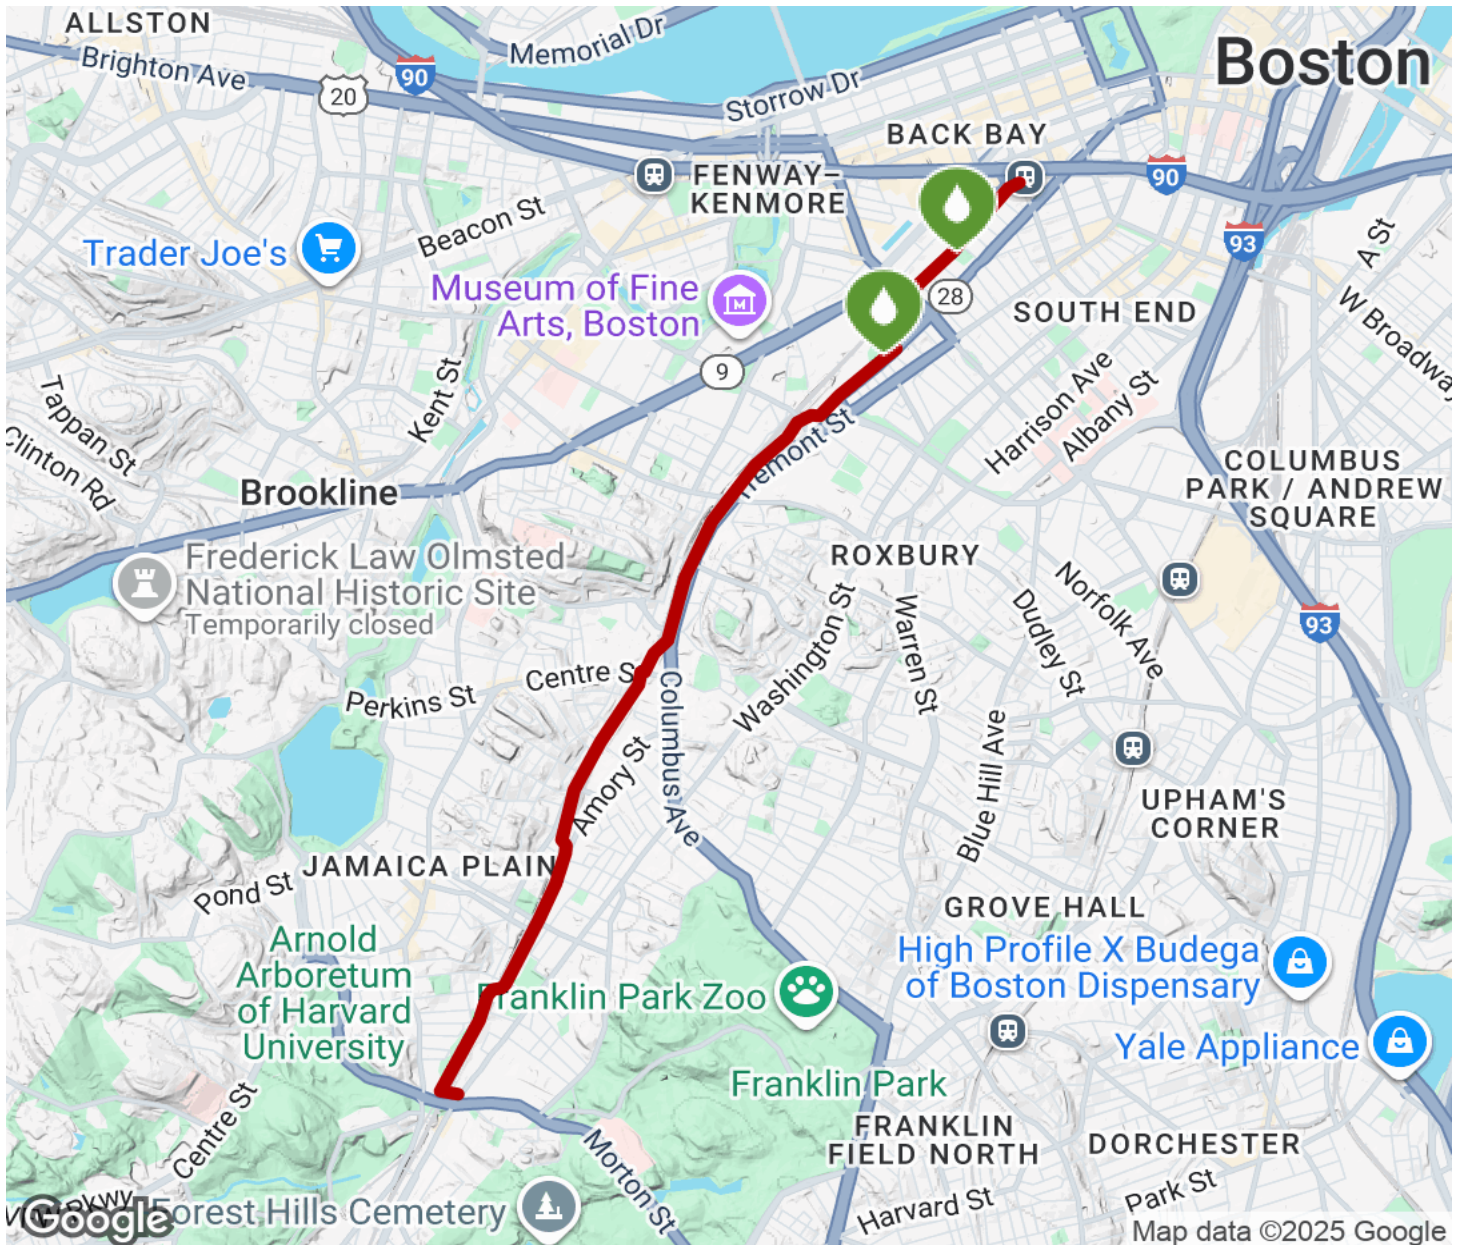 ALLSTON
Brighton Ave
20
90
Memorial Dr
Storrow Dr
Boston
BACK BAY
FENWAY–
KENMORE
90
Beacon St
93
A St
Trader Joe's
Museum of Fine
Arts, Boston
28
SOUTH END
W Broadway
9
Kent St
Tappan St
Clinton Rd
Harrison Ave
Albany St
Tremont St
COLUMBUS
PARK / ANDREW
SQUARE
Brookline
Frederick Law Olmsted
National Historic Site
Temporarily closed
ROXBURY
Norfolk Ave
Dudley St
Warren St
Washington St
93
Centre St
Perkins St
Columbus Ave
Amory St
Blue Hill Ave
UPHAM'S
CORNER
JAMAICA PLAIN
Pond St
GROVE HALL
Arnold
Arboretum
of Harvard
University
High Profile X Budega
of Boston Dispensary
Franklin Park Zoo
Yale Appliance
Franklin Park
Centre St
FRANKLIN
FIELD NORTH
DORCHESTER
Morton St
Park St
Harvard St
Pkwy
Forest Hills Cemetery
Google
Map data ©2025 Google